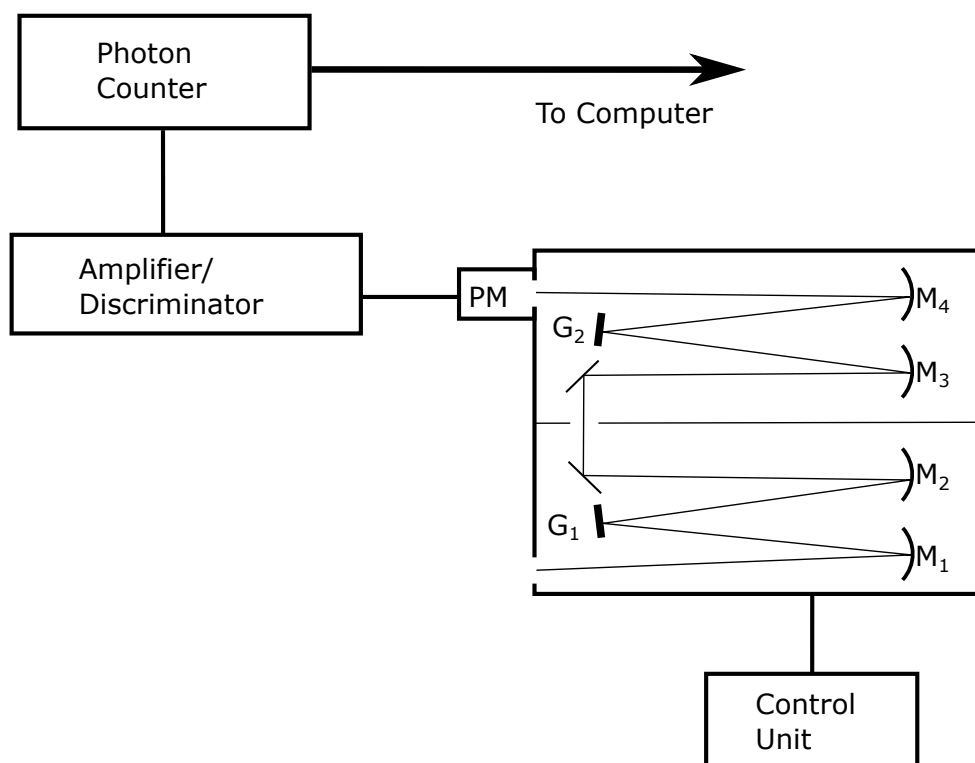 Photon
Counter
To Computer
Amplifier/
Discriminator
PM
M₄
G₂
M₃
M₂
G₁
M₁
Control
Unit